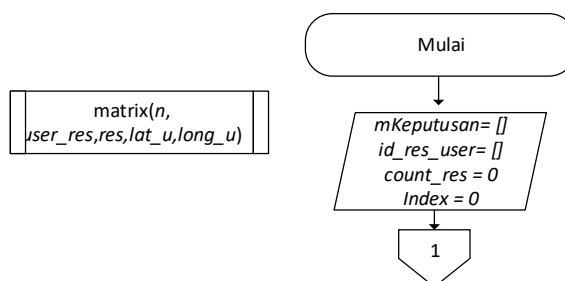 matrix(n,
user_res,res,lat_u,long_u)
Mulai
mKeputusan= []
id_res_user= []
count_res = 0
Index = 0
1